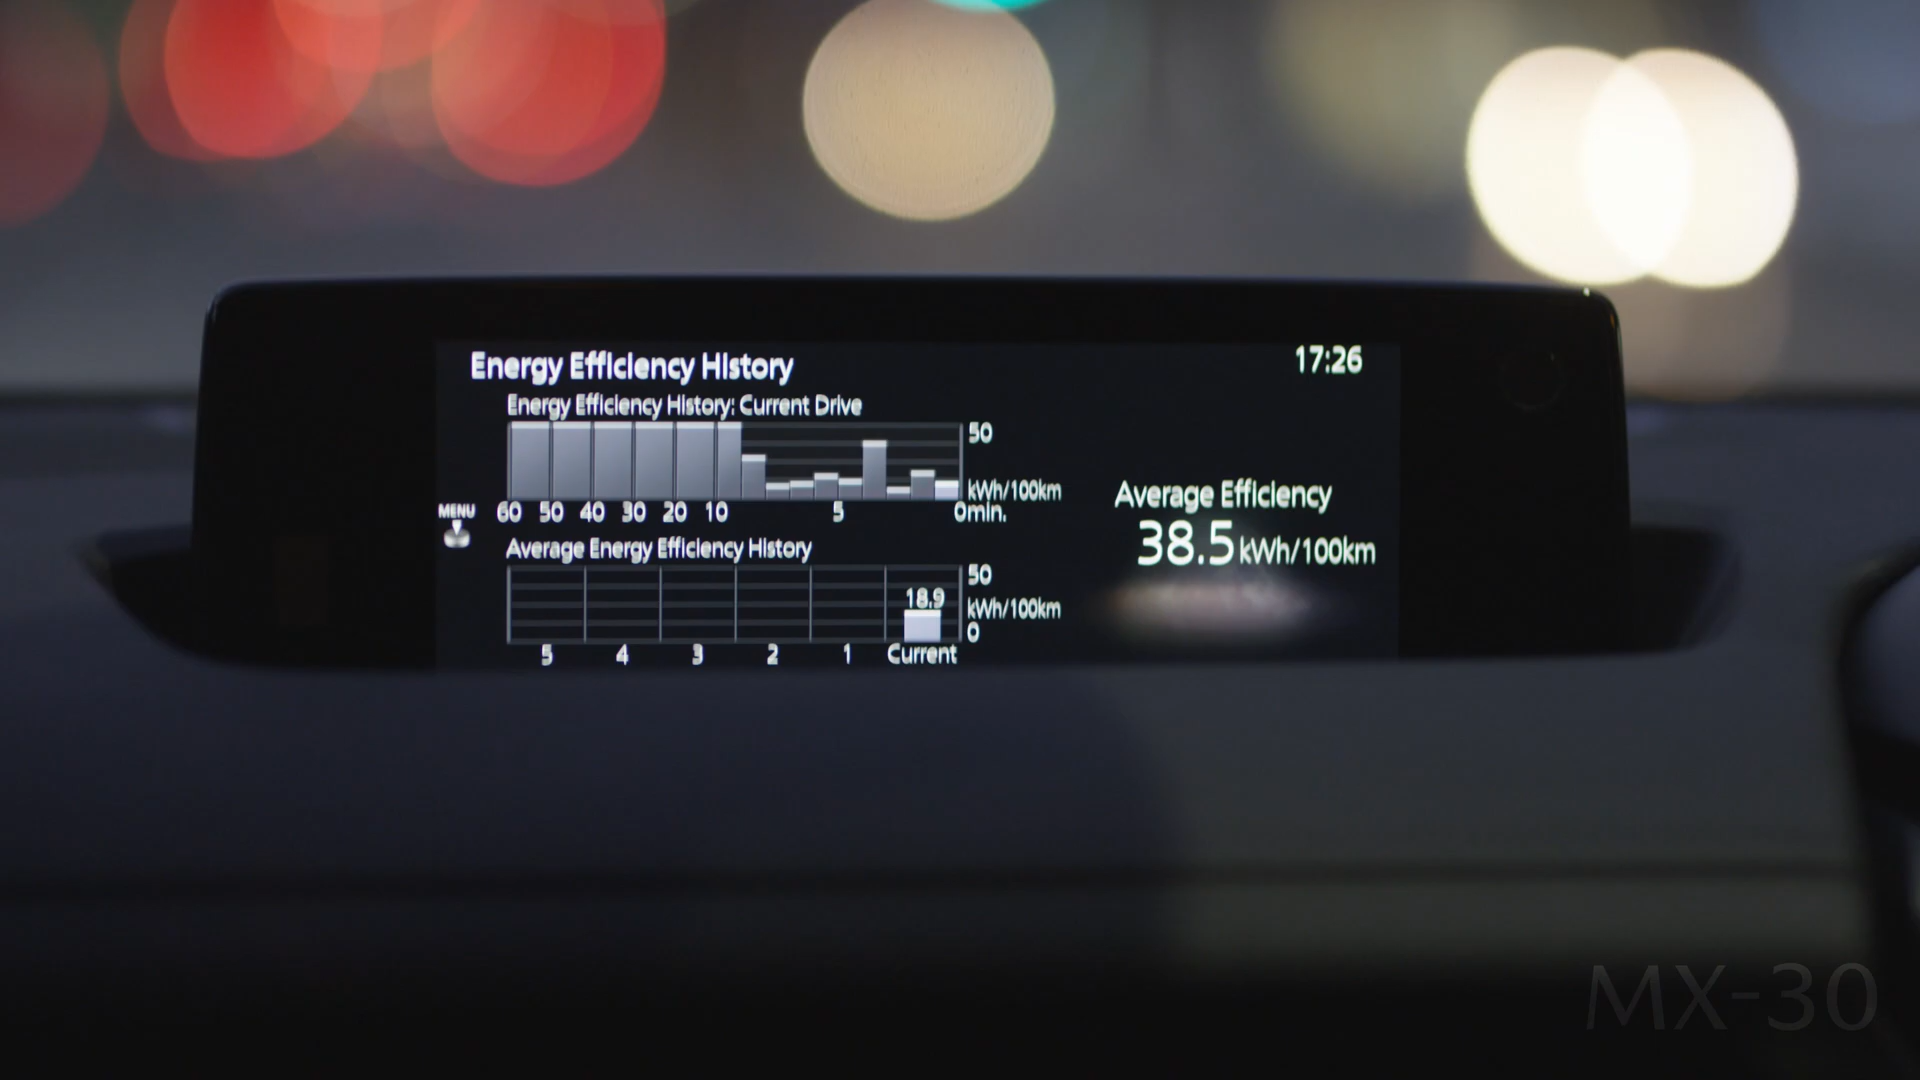 Energy Efficiency History
17:26
Energy Efficiency History: Current Drive
50
kWh/100km
60 50 40 30 20 10 5 0min.
MENU
Average Energy Efficiency History
50
18.9
kWh/100km
0
5 4 3 2 1 Current
Average Efficiency
38.5 kWh/100km
MX-30